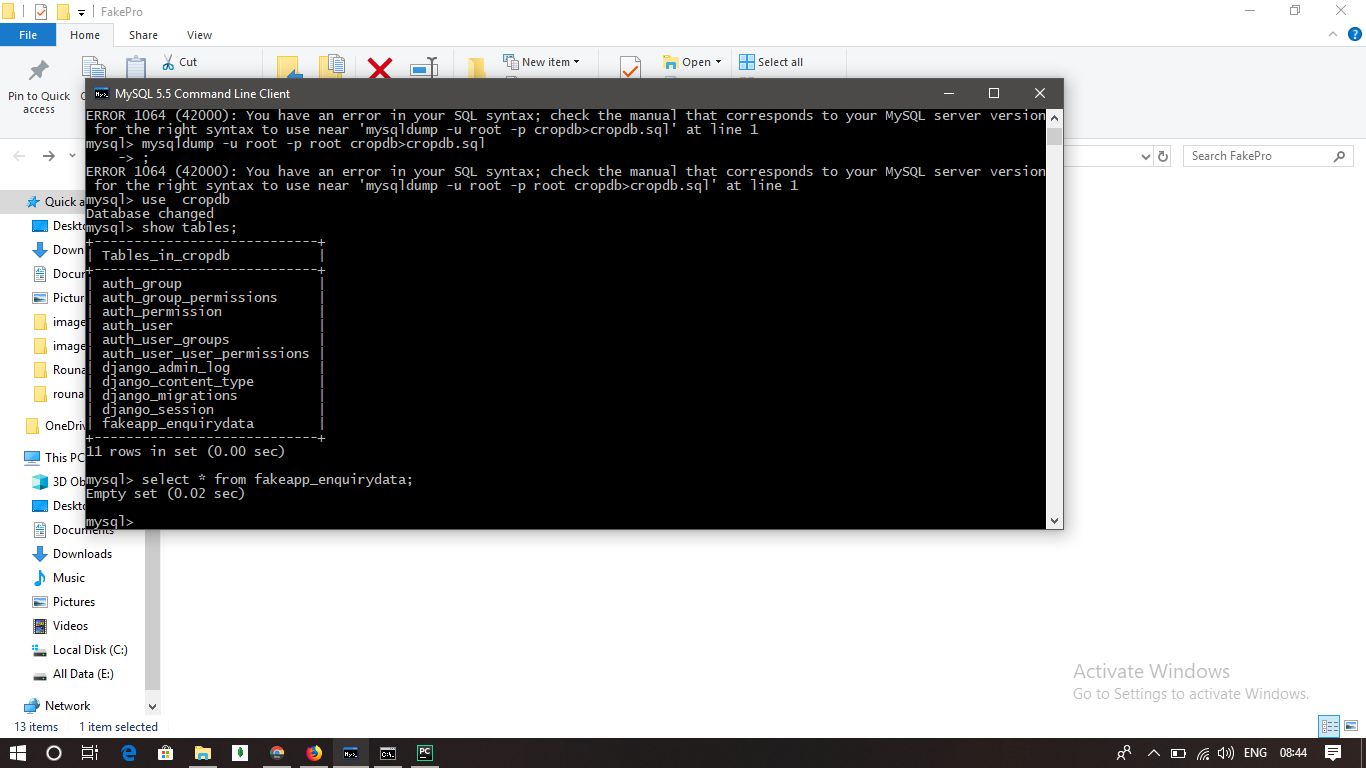 FakePro
File
Home
Share
View
Pin to Quick
access
Cut
New item
Open
Select all
MySQL 5.5 Command Line Client
ERROR 1064 (42000): You have an error in your SQL syntax; check the manual that corresponds to your MySQL server version
for the right syntax to use near 'mysqldump -u root -p cropdb>cropdb.sql' at line 1
mysql> mysqldump -u root -p root cropdb>cropdb.sql
-> ;
ERROR 1064 (42000): You have an error in your SQL syntax; check the manual that corresponds to your MySQL server version
for the right syntax to use near 'mysqldump -u root -p root cropdb>cropdb.sql' at line 1
mysql> use  cropdb
Database changed
mysql> show tables;
+----------------------------+
| Tables_in_cropdb           |
+----------------------------+
| auth_group                 |
| auth_group_permissions     |
| auth_permission            |
| auth_user                  |
| auth_user_groups           |
| auth_user_user_permissions |
| django_admin_log           |
| django_content_type        |
| django_migrations          |
| django_session             |
| fakeapp_enquirydata        |
+----------------------------+
11 rows in set (0.00 sec)
mysql> select * from fakeapp_enquirydata;
Empty set (0.02 sec)
mysql>
Search FakePro
Quick a
Deskto
Down
Docur
Pictur
image
image
Rouna
rouna
OneDriv
This PC
3D Ob
Deskto
Documents
Downloads
Music
Pictures
Videos
Local Disk (C:)
All Data (E:)
Network
13 items
1 item selected
Activate Windows
Go to Settings to activate Windows.
ENG
08:44